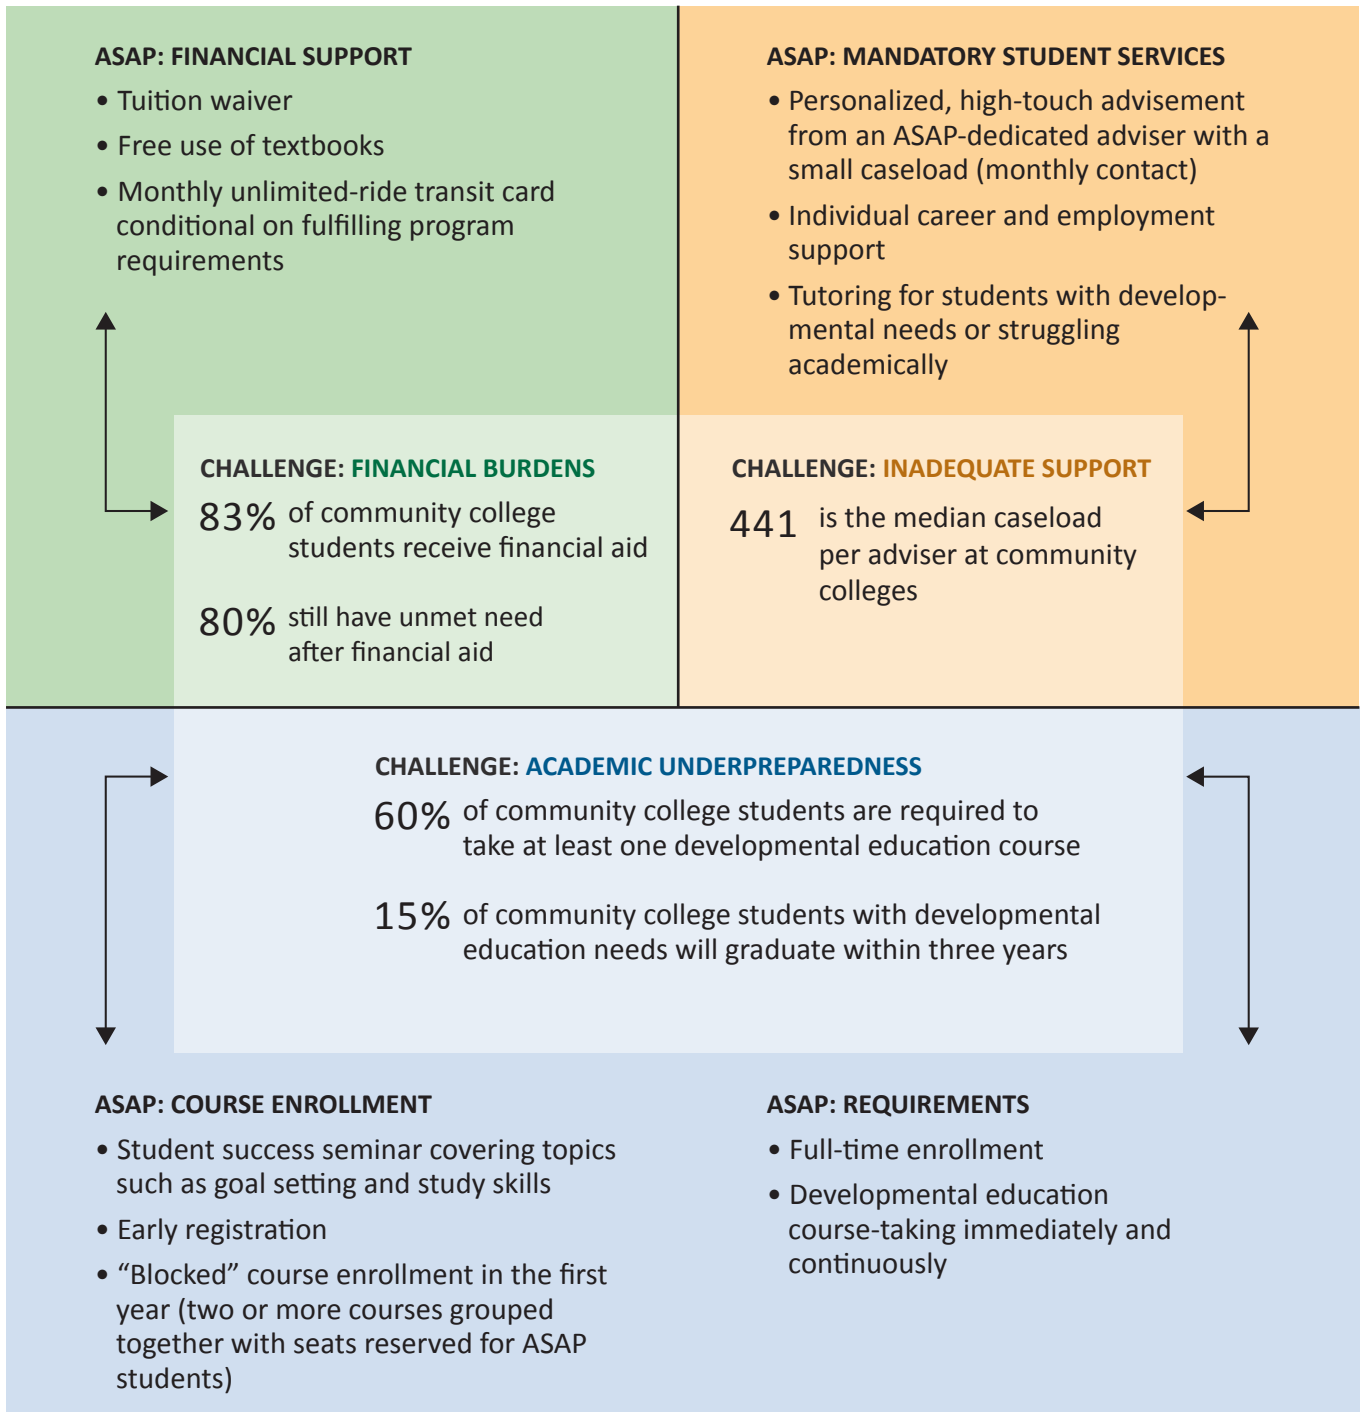 ASAP: FINANCIAL SUPPORT
• Tuition waiver
• Free use of textbooks
• Monthly unlimited-ride transit card
conditional on fulfilling program
requirements
ASAP: MANDATORY STUDENT SERVICES
• Personalized, high-touch advisement
from an ASAP-dedicated adviser with a
small caseload (monthly contact)
• Individual career and employment
support
• Tutoring for students with develop-
mental needs or struggling
academically
CHALLENGE: FINANCIAL BURDENS
83% of community college
students receive financial aid
80% still have unmet need
after financial aid
CHALLENGE: INADEQUATE SUPPORT
441 is the median caseload
per adviser at community
colleges
CHALLENGE: ACADEMIC UNDERPREPAREDNESS
60% of community college students are required to
take at least one developmental education course
15% of community college students with developmental
education needs will graduate within three years
ASAP: COURSE ENROLLMENT
• Student success seminar covering topics
such as goal setting and study skills
• Early registration
• “Blocked” course enrollment in the first
year (two or more courses grouped
together with seats reserved for ASAP
students)
ASAP: REQUIREMENTS
• Full-time enrollment
• Developmental education
course-taking immediately and
continuously